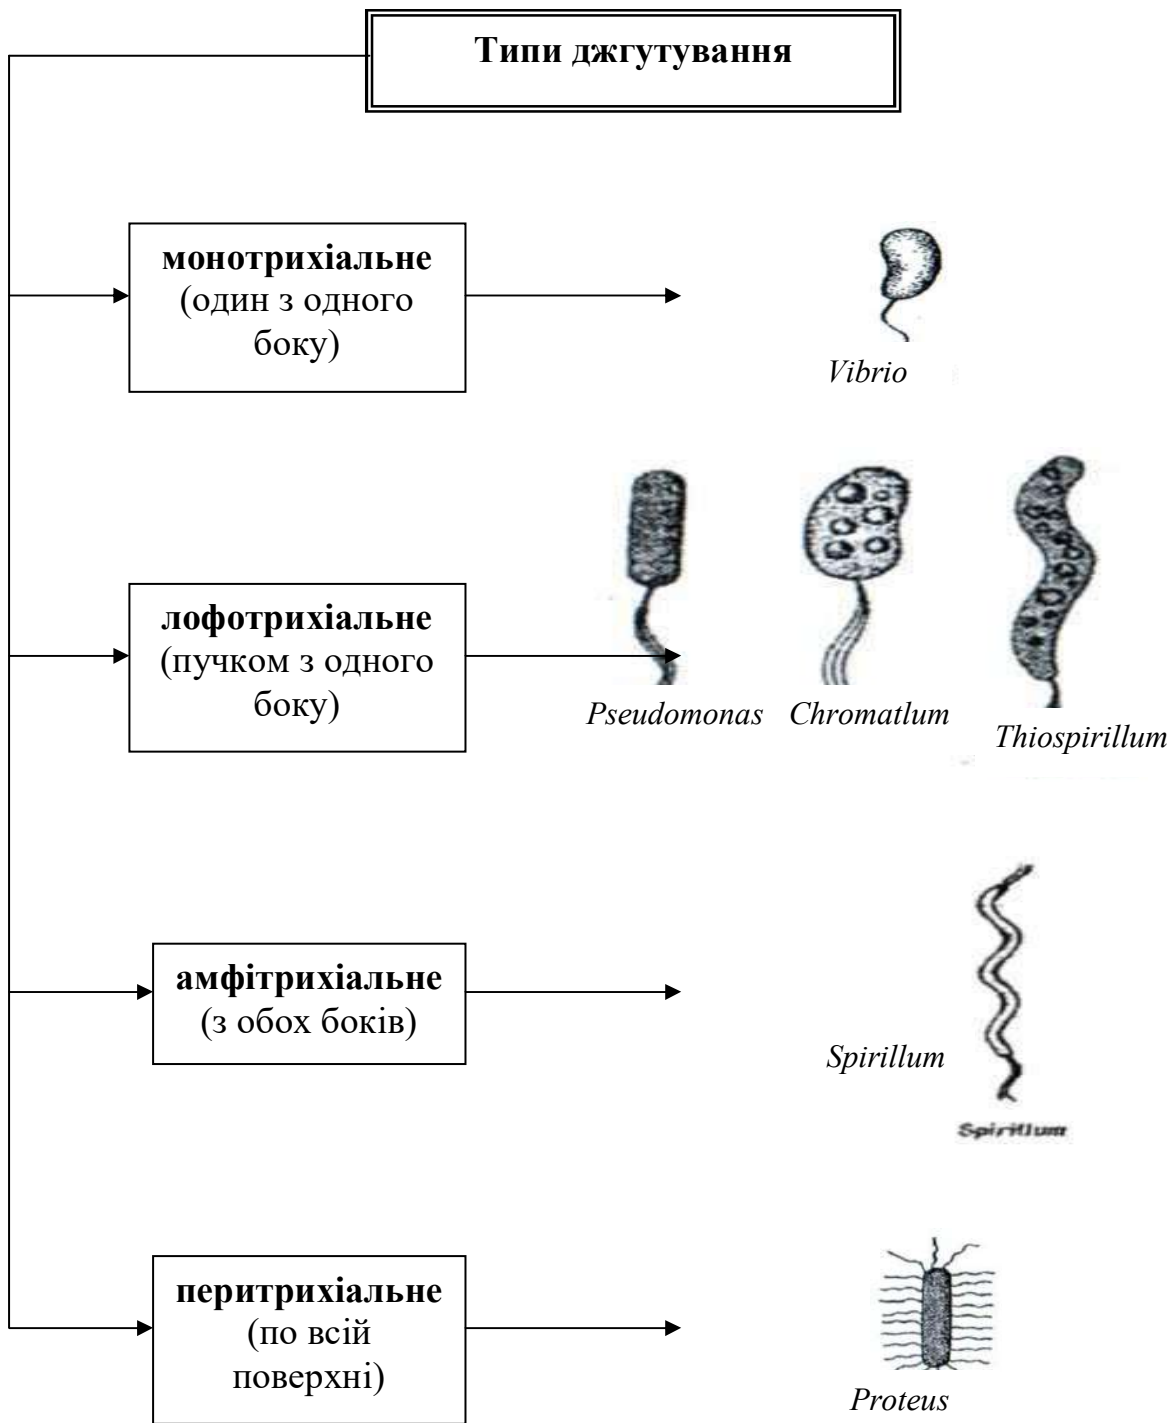 Типи джгутування
монотрихіальне
(один з одного
боку)
Vibrio
лофотрихіальне
(пучком з одного
боку)
Pseudomonas
Chromatlum
Thiospirillum
амфітрихіальне
(з обох боків)
Spirillum
Spirillum
перитрихіальне
(по всій
поверхні)
Proteus